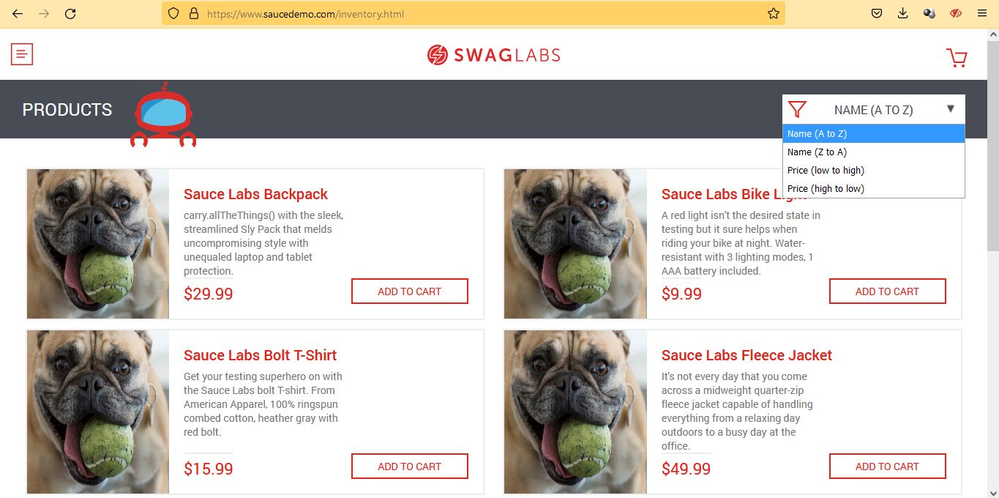 https://www.saucedemo.com/inventory.html
SWAGLABS
PRODUCTS
NAME (A TO Z)
Name (A to Z)
Name (Z to A)
Price (low to high)
Price (high to low)
Sauce Labs Backpack
carry.allTheThings() with the sleek,
streamlined Sly Pack that melds
uncompromising style with
unequaled laptop and tablet
protection.
$29.99
ADD TO CART
Sauce Labs Bike Light
A red light isn't the desired state in
testing but it sure helps when
riding your bike at night. Water-
resistant with 3 lighting modes, 1
AAA battery included.
$9.99
ADD TO CART
Sauce Labs Bolt T-Shirt
Get your testing superhero on with
the Sauce Labs bolt T-shirt. From
American Apparel, 100% ringspun
combed cotton, heather gray with
red bolt.
$15.99
ADD TO CART
Sauce Labs Fleece Jacket
It's not every day that you come
across a midweight quarter-zip
fleece jacket capable of handling
everything from a relaxing day
outdoors to a busy day at the
office.
$49.99
ADD TO CART